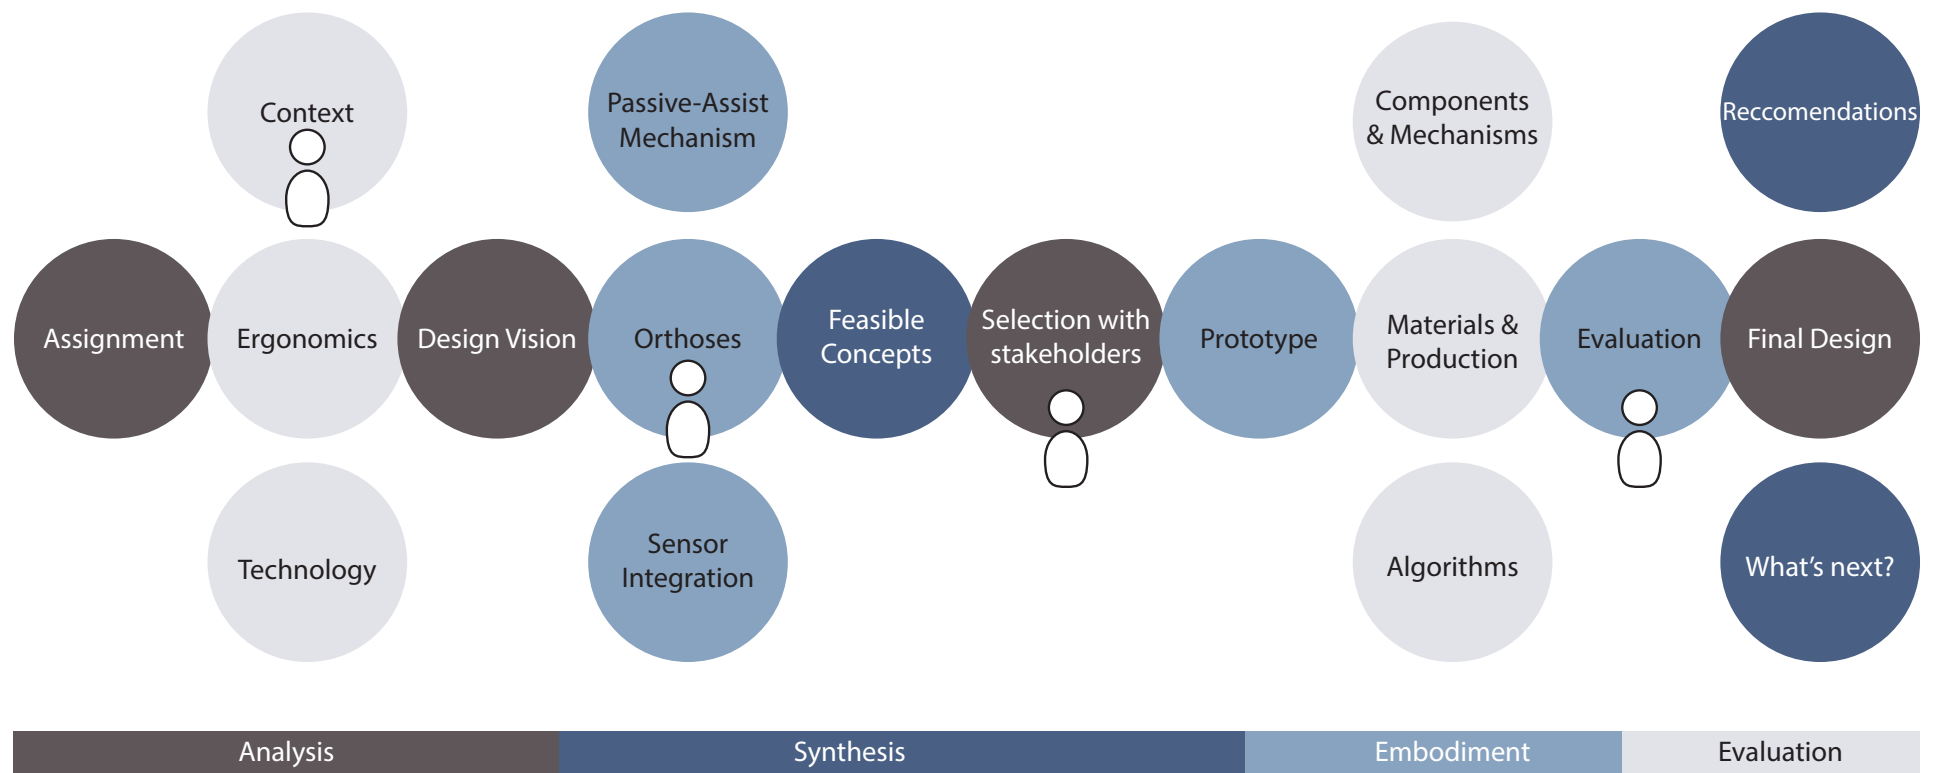 Context
Passive-Assist
Mechanism
Components
& Mechanisms
Reccomendations
Assignment
Ergonomics
Design Vision
Orthoses
Feasible
Concepts
Selection with
stakeholders
Prototype
Materials &
Production
Evaluation
Final Design
Technology
Sensor
Integration
Algorithms
What's next?
Analysis
Synthesis
Embodiment
Evaluation